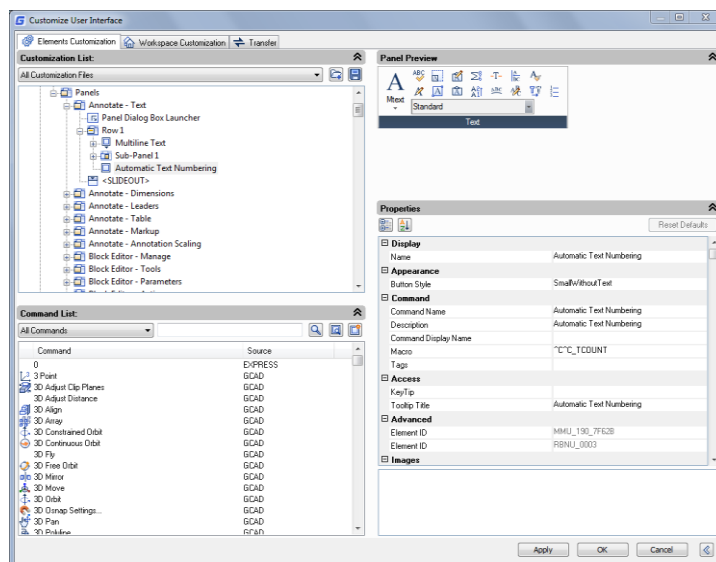 Customize User Interface
Elements Customization
Workspace Customization
Transfer
Customization List:
All Customization Files
Panels
Annotate - Text
Panel Dialog Box Launcher
Row 1
Multiline Text
Sub-Panel 1
Automatic Text Numbering
<SLIDEOUT>
Annotate - Dimensions
Annotate - Leaders
Annotate - Table
Annotate - Markup
Annotate - Annotation Scaling
Block Editor - Manage
Block Editor - Tools
Block Editor - Parameters
Command List:
All Commands
Command Source
0 EXPRESS
3 Point GCAD
3D Adjust Clip Planes GCAD
3D Adjust Distance GCAD
3D Align GCAD
3D Array GCAD
3D Constrained Orbit GCAD
3D Continuous Orbit GCAD
3D Fly GCAD
3D Free Orbit GCAD
3D Mirror GCAD
3D Move GCAD
3D Orbit GCAD
3D Osnap Settings... GCAD
3D Pan GCAD
3D Polyline GCAD
Panel Preview
Mtext
Standard
Text
Properties
Reset Defaults
Display
Name Automatic Text Numbering
Appearance
Button Style SmallWithoutText
Command
Command Name Automatic Text Numbering
Description Automatic Text Numbering
Command Display Name
Macro ^C^C_TCOUNT
Tags
Access
KeyTip
Tooltip Title Automatic Text Numbering
Advanced
Element ID MMU_190_7F62B
Element ID RBNU_0003
Images
Apply
OK
Cancel